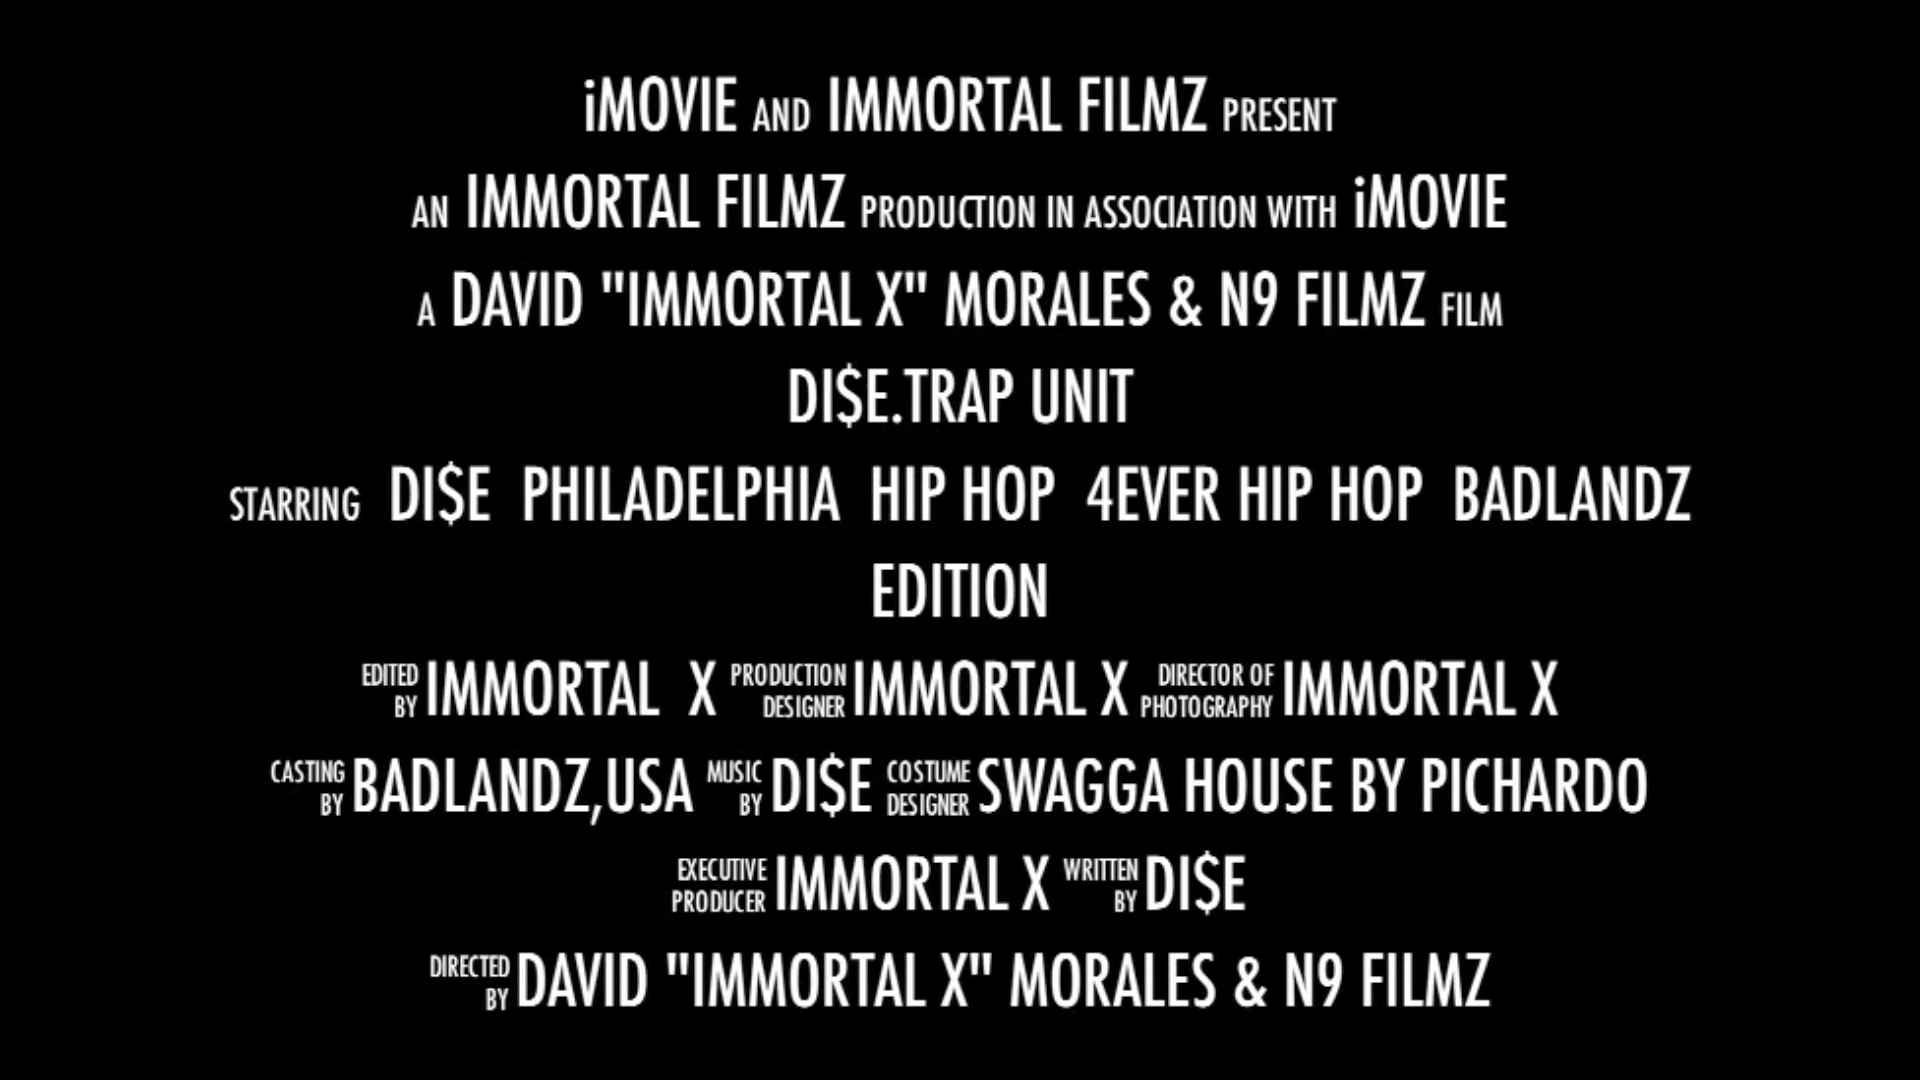 iMOVIE AND IMMORTAL FILMZ PRESENT
AN IMMORTAL FILMZ PRODUCTION IN ASSOCIATION WITH iMOVIE
A DAVID "IMMORTAL X" MORALES & N9 FILMZ FILM
DI$E.TRAP UNIT
STARRING DI$E PHILADELPHIA HIP HOP 4EVER HIP HOP BADLANDZ
EDITION
EDITED BY IMMORTAL X PRODUCTION DESIGNER IMMORTAL X DIRECTOR OF PHOTOGRAPHY IMMORTAL X
CASTING BY BADLANDZ,USA MUSIC BY DI$E COSTUME DESIGNER SWAGGA HOUSE BY PICHARDO
EXECUTIVE PRODUCER IMMORTAL X WRITTEN BY DI$E
DIRECTED BY DAVID "IMMORTAL X" MORALES & N9 FILMZ